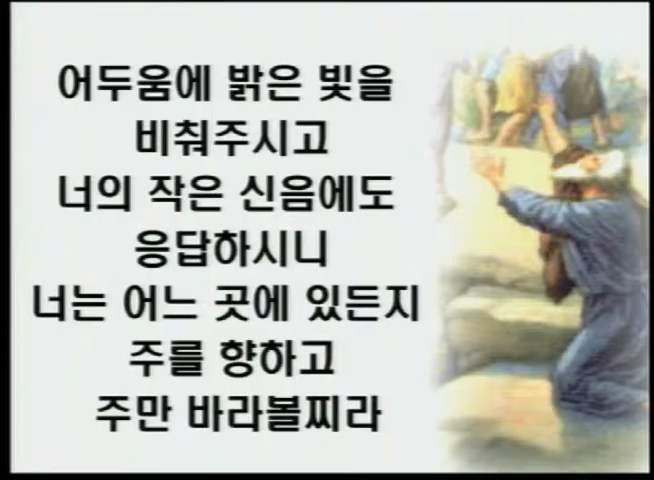 어두움에 밝은 빛을
비춰주시고
너의 작은 신음에도
응답하시니
너는 어느 곳에 있든지
주를 향하고
주만 바라볼찌라